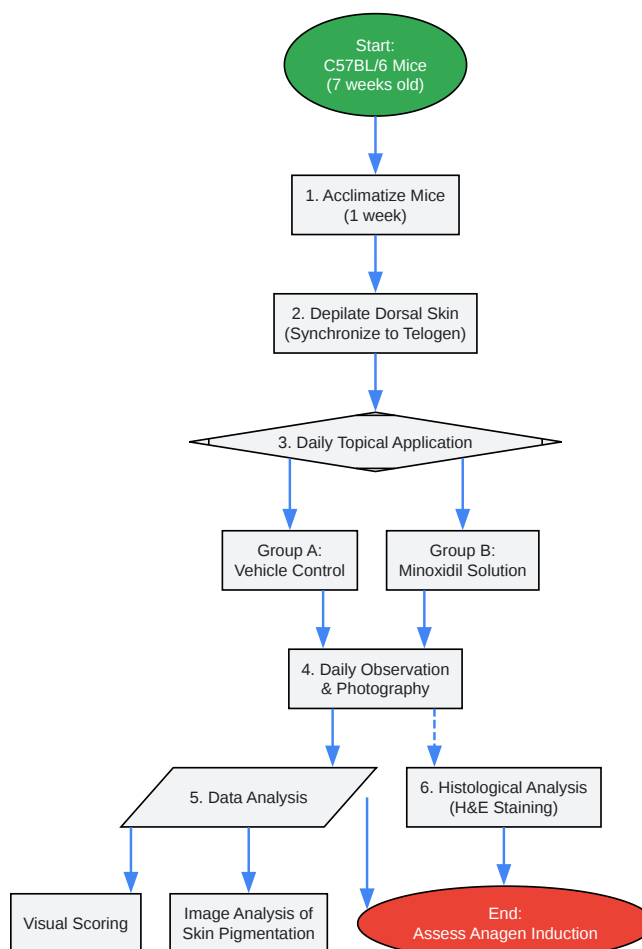 Start:
C57BL/6 Mice
(7 weeks old)
1. Acclimatize Mice
(1 week)
2. Depilate Dorsal Skin
(Synchronize to Telogen)
3. Daily Topical Application
Group A:
Vehicle Control
Group B:
Minoxidil Solution
4. Daily Observation
& Photography
5. Data Analysis
6. Histological Analysis
(H&E Staining)
Visual Scoring
Image Analysis of
Skin Pigmentation
End:
Assess Anagen Induction